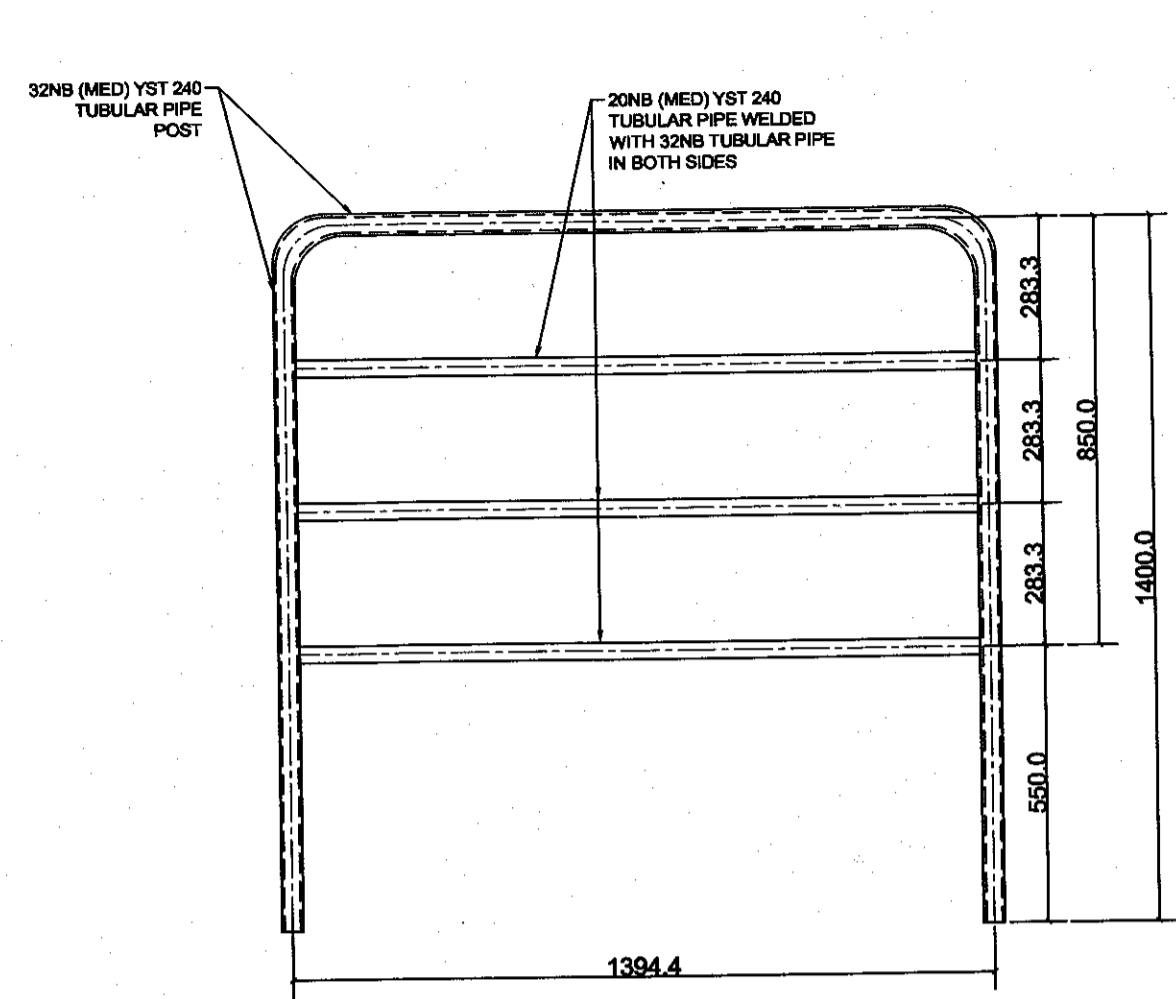 32NB (MED) YST 240
TUBULAR PIPE
POST
20NB (MED) YST 240
TUBULAR PIPE WELDED
WITH 32NB TUBULAR PIPE
IN BOTH SIDES
283.3
283.3
283.3
850.0
1400.0
550.0
1394.4